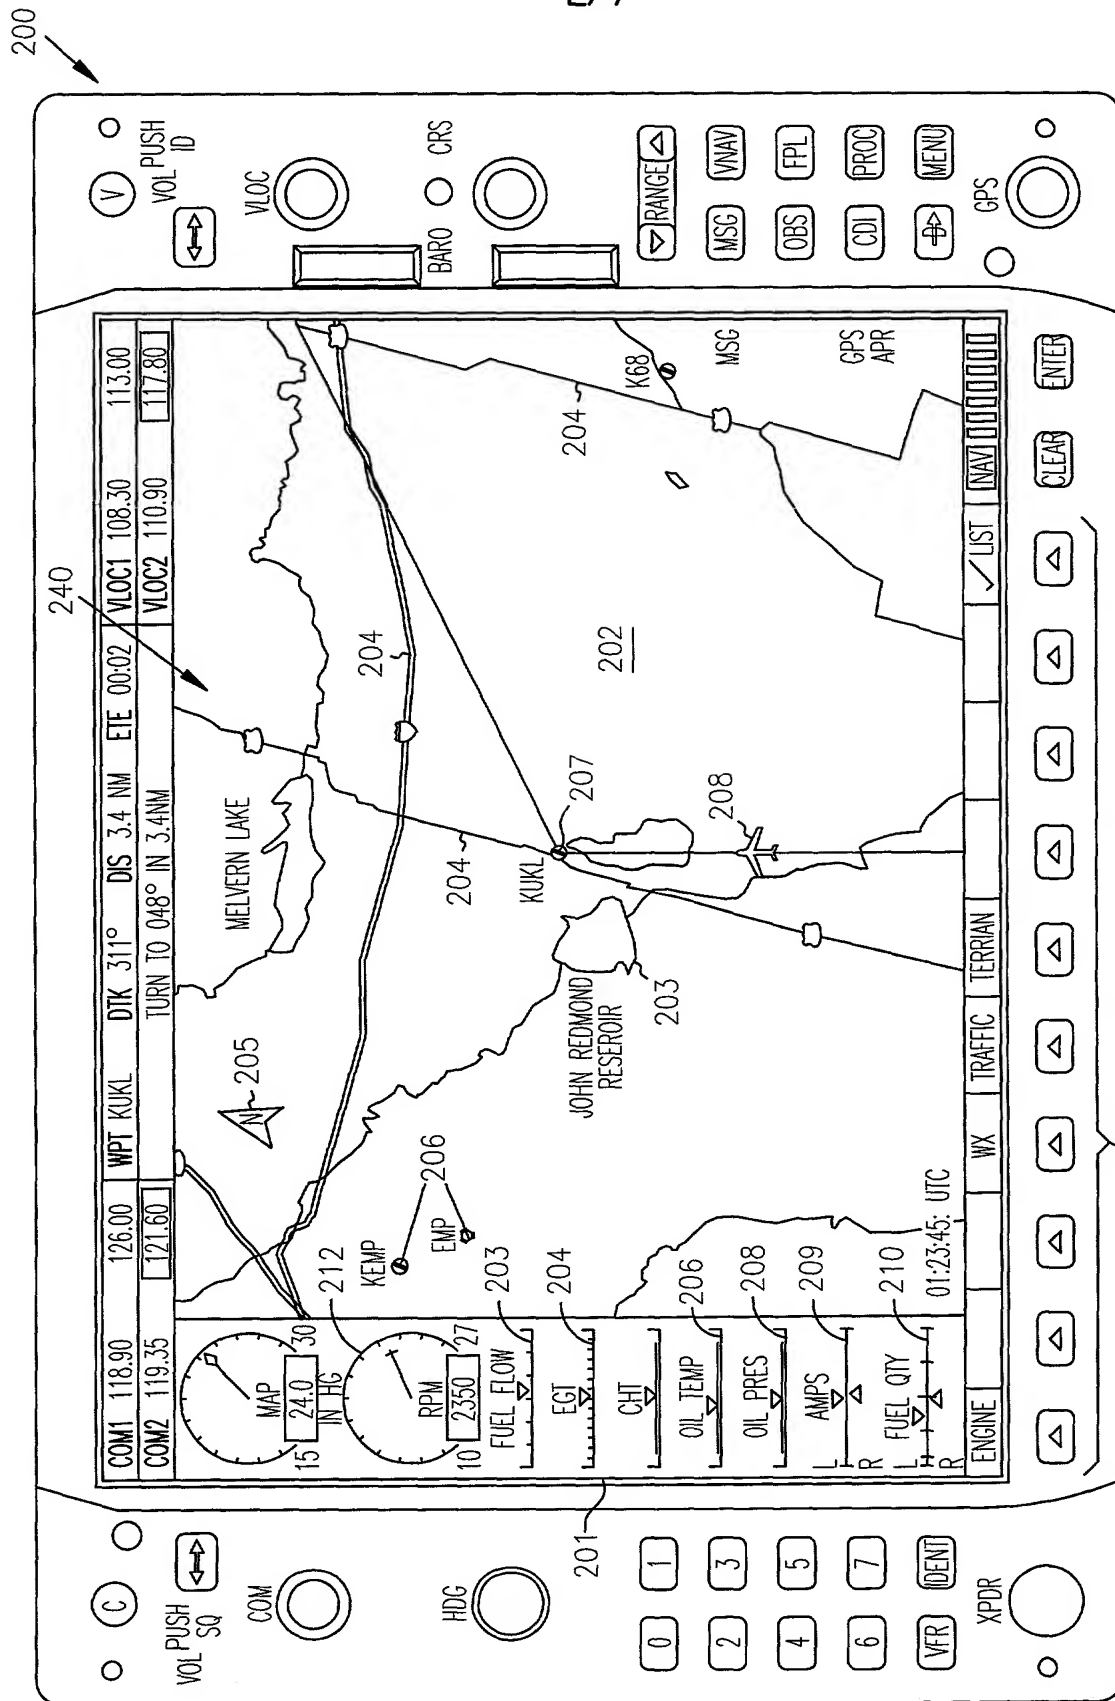 200
C
VOL PUSH
SQ
COM
HDG
0 1
2 3
4 5
6 7
VFR IDENT
XPDR
COM1 118.90 126.00 WPT KUKL DTK 311° DIS 3.4 NM ETE 00:02 VLOC1 108.30 113.00
COM2 119.35 121.60 TURN TO 048° IN 3.4NM VLOC2 110.90 117.80
240
MAP
15 24.0 30
IN HG
212
RPM
10 2350 27
FUEL FLOW
203
EGT
204
CHT
OIL TEMP
206
OIL PRES
208
AMPS
209
L
R
FUEL QTY
210
L
R
201
N
205
MELVERN LAKE
204
KEMP
206
EMP
204
KUKL
207
202
JOHN REDMOND
RESEROIR
203
208
204
K68
MSG
GPS
APR
01:23:45: UTC
ENGINE WX TRAFFIC TERRIAN LIST NAV
CLEAR ENTER
V
VOL PUSH
ID
VLOC
BARO CRS
RANGE
MSG VNAV
OBS FPL
CDI PROC
D MENU
GPS